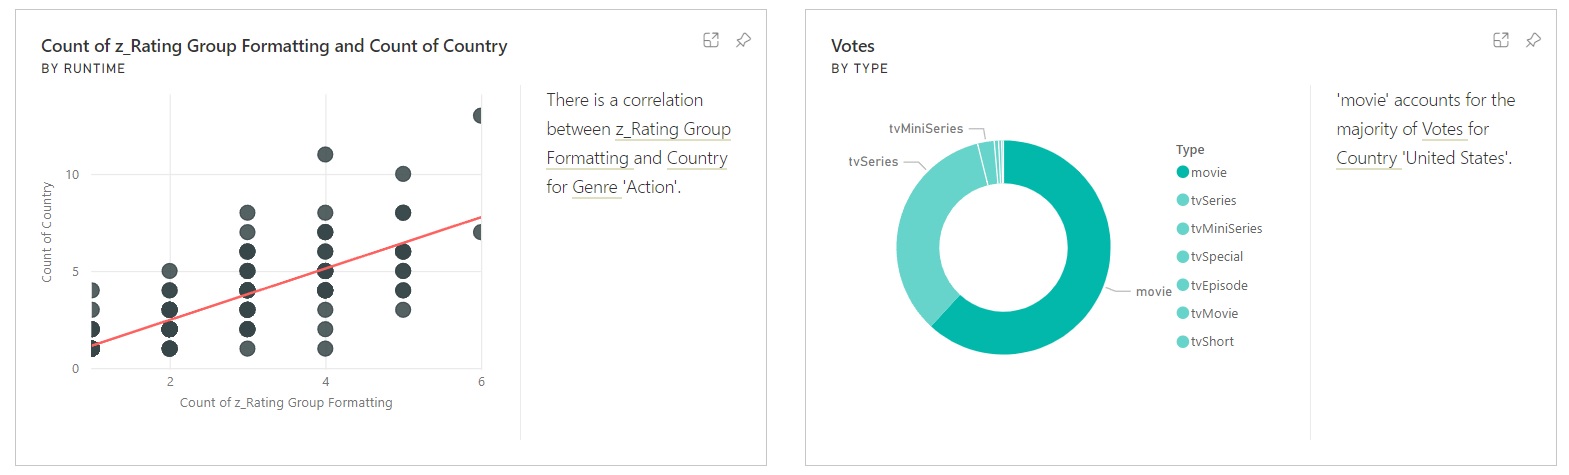 Count of z_Rating Group Formatting and Count of Country
BY RUNTIME
Count of Country
10
5
0
2
4
6
Count of z_Rating Group Formatting
There is a correlation
between z_Rating Group
Formatting and Country
for Genre 'Action'.
Votes
BY TYPE
tvMiniSeries
tvSeries
movie
Type
movie
tvSeries
tvMiniSeries
tvSpecial
tvEpisode
tvMovie
tvShort
'movie' accounts for the
majority of Votes for
Country 'United States'.